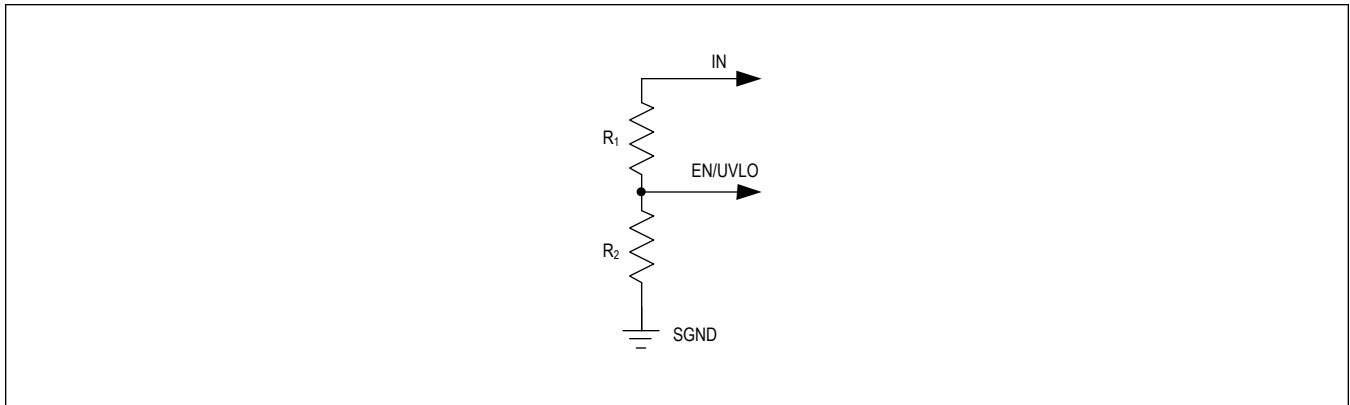 IN
R₁
EN/UVLO
R₂
SGND